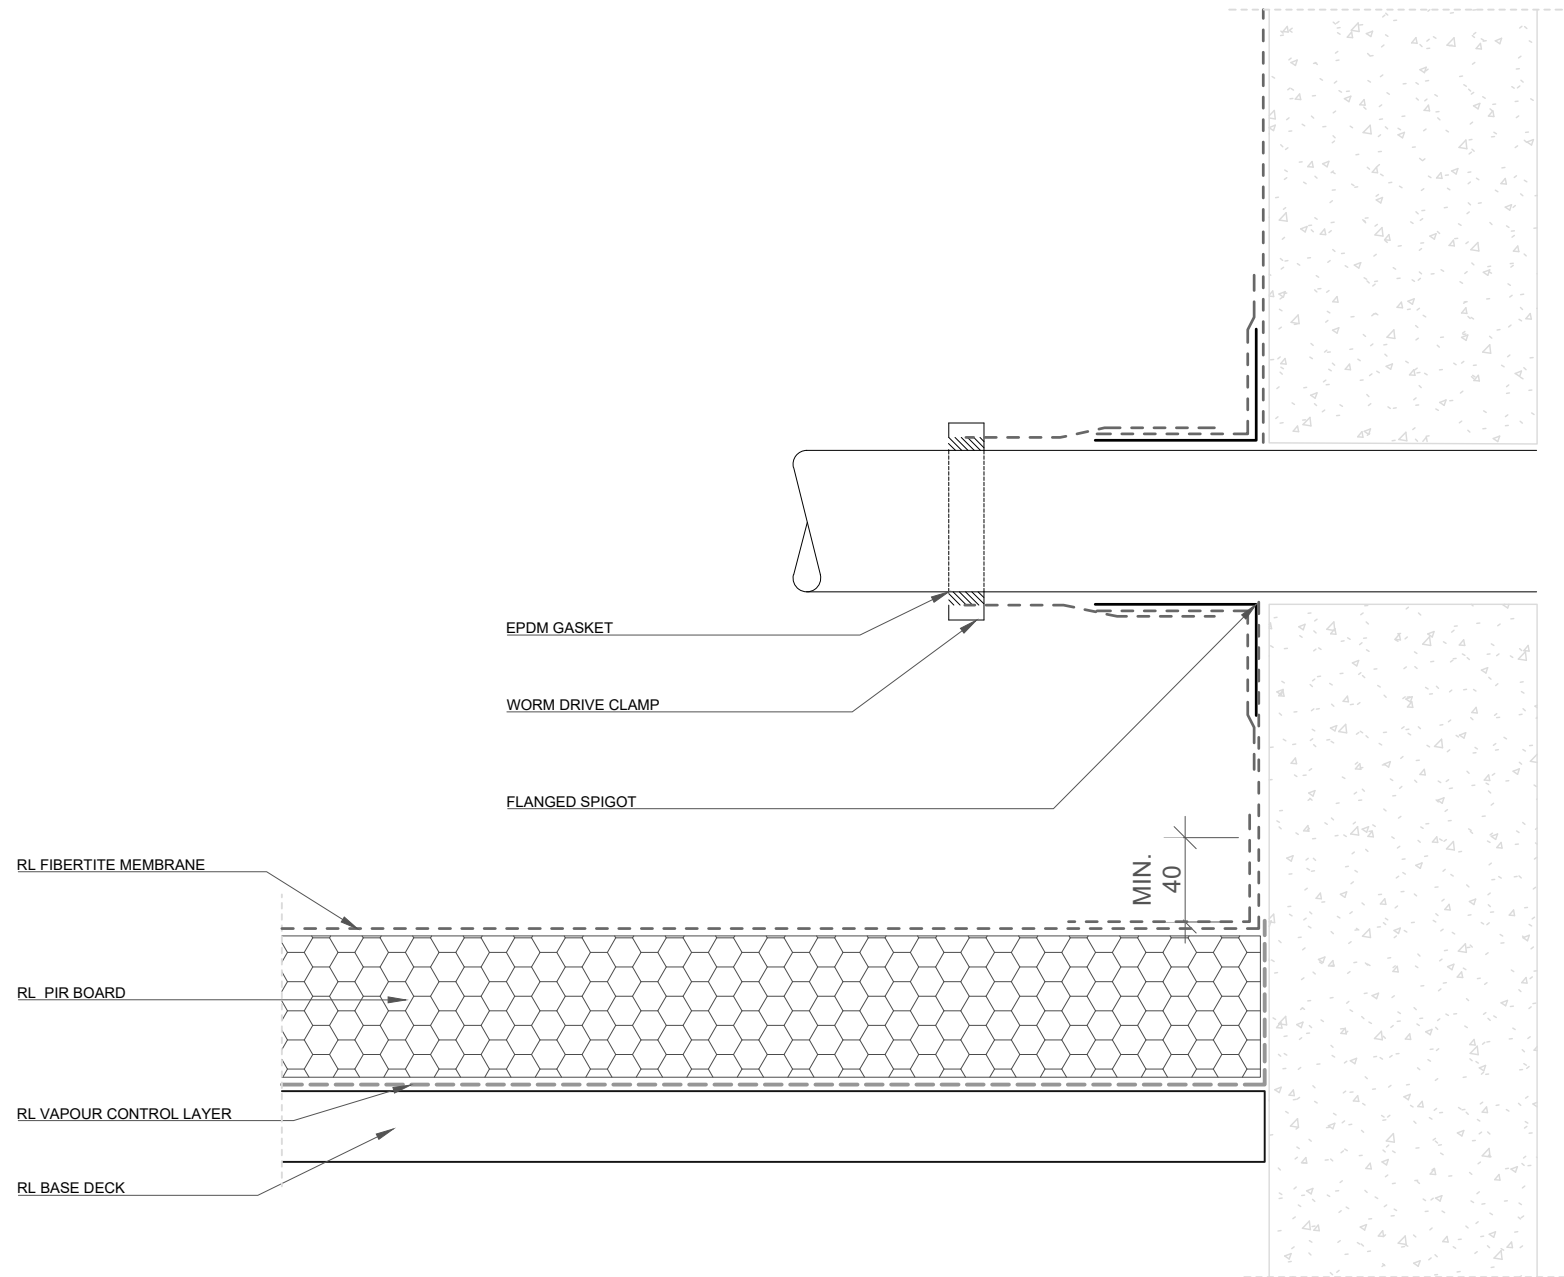 EPDM GASKET
WORM DRIVE CLAMP
FLANGED SPIGOT
MIN.
40
RL FIBERTITE MEMBRANE
RL PIR BOARD
RL VAPOUR CONTROL LAYER
RL BASE DECK